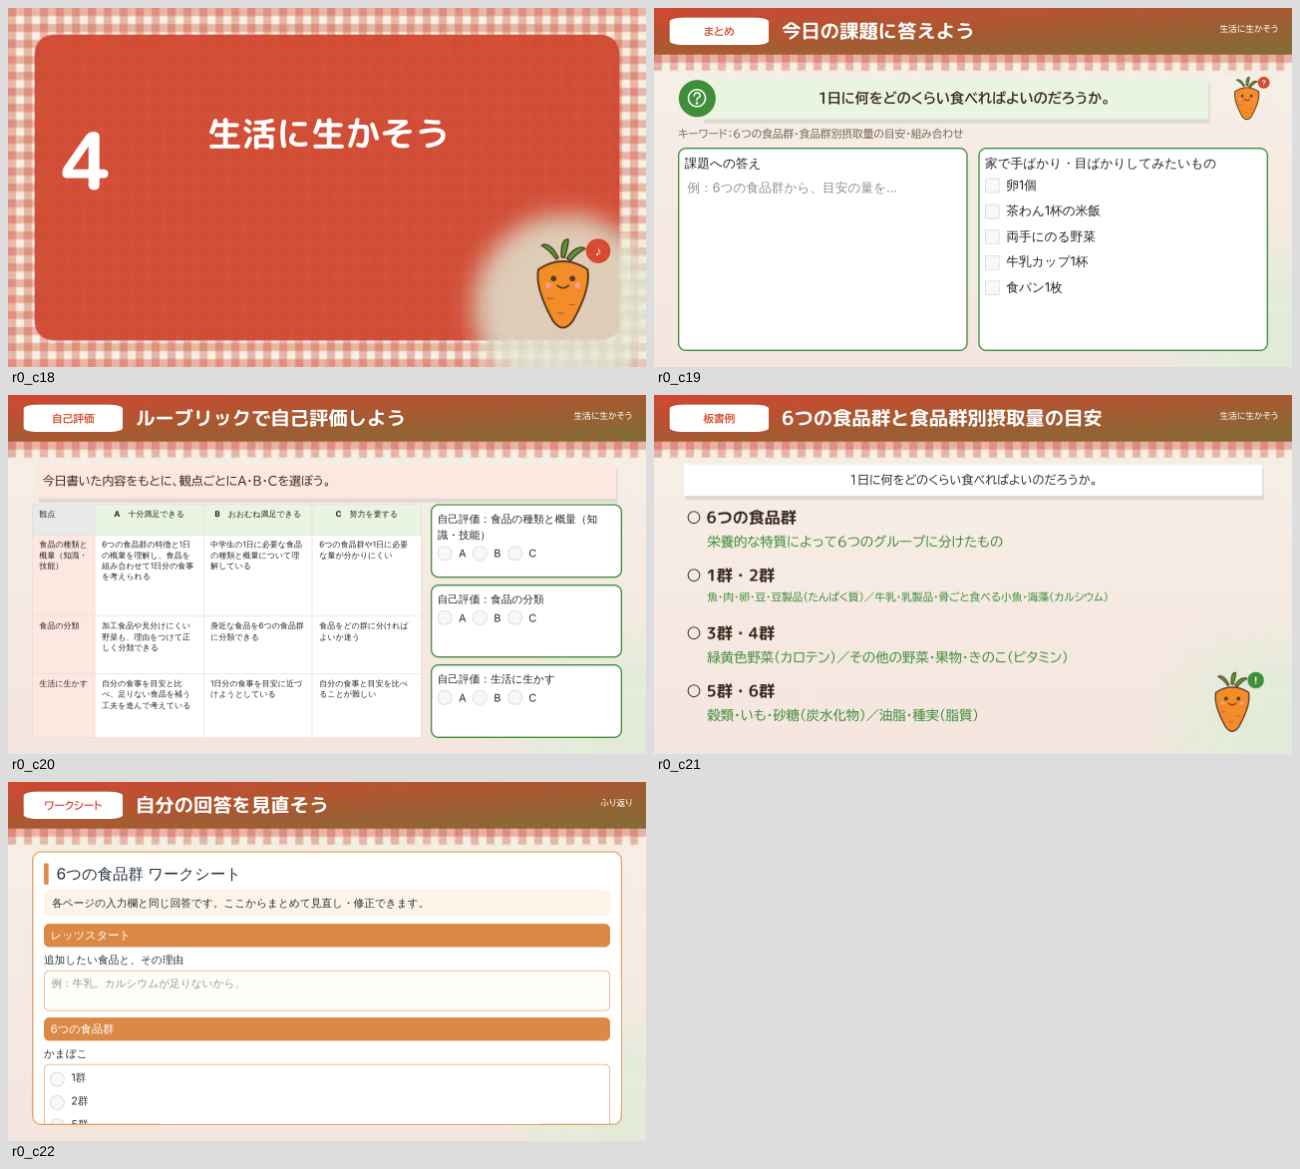 4
生活に生かそう
♪
r0_c18
まとめ
今日の課題に答えよう
生活に生かそう
?
1日に何をどのくらい食べればよいのだろうか。
?
キーワード：6つの食品群・食品群別摂取量の目安・組み合わせ
課題への答え
例：6つの食品群から、目安の量を...
家で手ばかり・目ばかりしてみたいもの
卵1個
茶わん1杯の米飯
両手にのる野菜
牛乳カップ1杯
食パン1枚
r0_c19
自己評価
ルーブリックで自己評価しよう
生活に生かそう
今日書いた内容をもとに、観点ごとにA・B・Cを選ぼう。
観点
A 十分満足できる
B おおむね満足できる
C 努力を要する
食品の種類と
概量（知識・
技能）
6つの食品群の特徴と1日
の概量を理解し、食品を
組み合わせて1日分の食事
を考えられる
中学生の1日に必要な食品
の種類と概量について理
解している
6つの食品群や1日に必要
な量が分かりにくい
食品の分類
加工食品や見分けにくい
野菜も、理由をつけて正
しく分類できる
身近な食品を6つの食品群
に分類できる
食品をどの群に分ければ
よいか迷う
生活に生かす
自分の食事を目安と比
べ、足りない食品を補う
工夫を進んで考えている
1日分の食事を目安に近づ
けようとしている
自分の食事と目安を比べ
ることが難しい
自己評価：食品の種類と概量（知
識・技能）
A B C
自己評価：食品の分類
A B C
自己評価：生活に生かす
A B C
r0_c20
板書例
6つの食品群と食品群別摂取量の目安
生活に生かそう
1日に何をどのくらい食べればよいのだろうか。
○ 6つの食品群
栄養的な特質によって6つのグループに分けたもの
○ 1群・2群
魚・肉・卵・豆・豆製品（たんぱく質）／牛乳・乳製品・骨ごと食べる小魚・海藻（カルシウム）
○ 3群・4群
緑黄色野菜（カロテン）／その他の野菜・果物・きのこ（ビタミン）
○ 5群・6群
穀類・いも・砂糖（炭水化物）／油脂・種実（脂質）
!
r0_c21
ワークシート
自分の回答を見直そう
ふり返り
6つの食品群 ワークシート
各ページの入力欄と同じ回答です。ここからまとめて見直し・修正できます。
レッツスタート
追加したい食品と、その理由
例：牛乳。カルシウムが足りないから。
6つの食品群
かまぼこ
1群
2群
r0_c22